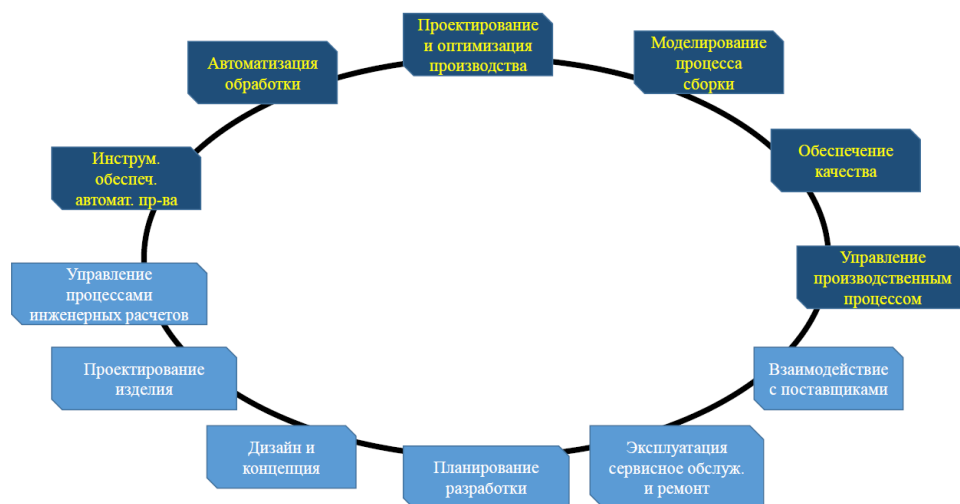 Проектирование
и оптимизация
производства
Моделирование
процесса
сборки
Автоматизация
обработки
Обеспечение
качества
Инструм.
обеспеч.
автомат. пр-ва
Управление
производственным
процессом
Управление
процессами
инженерных расчетов
Проектирование
изделия
Взаимодействие
с поставщиками
Дизайн и
концепция
Планирование
разработки
Эксплуатация
сервисное обслуж.
и ремонт